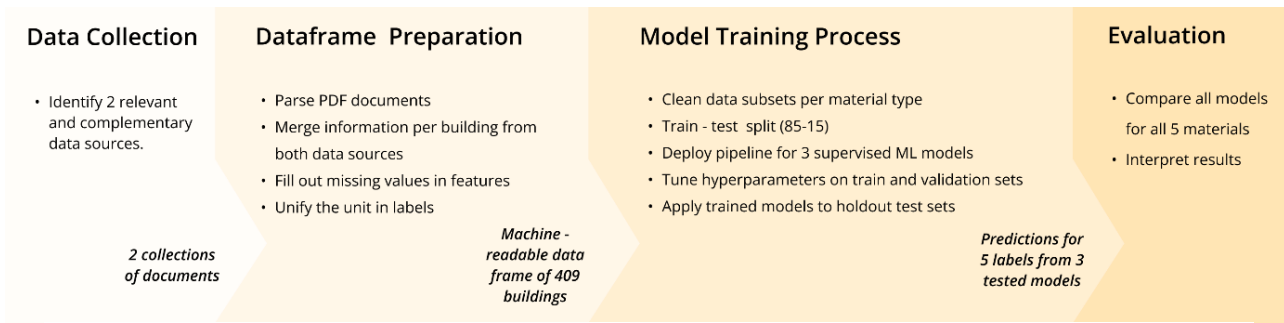 Data Collection
• Identify 2 relevant
and complementary
data sources.
2 collections
of documents
Dataframe Preparation
• Parse PDF documents
• Merge information per building from
both data sources
• Fill out missing values in features
• Unify the unit in labels
Machine -
readable data
frame of 409
buildings
Model Training Process
• Clean data subsets per material type
• Train - test split (85-15)
• Deploy pipeline for 3 supervised ML models
• Tune hyperparameters on train and validation sets
• Apply trained models to holdout test sets
Predictions for
5 labels from 3
tested models
Evaluation
• Compare all models
for all 5 materials
• Interpret results